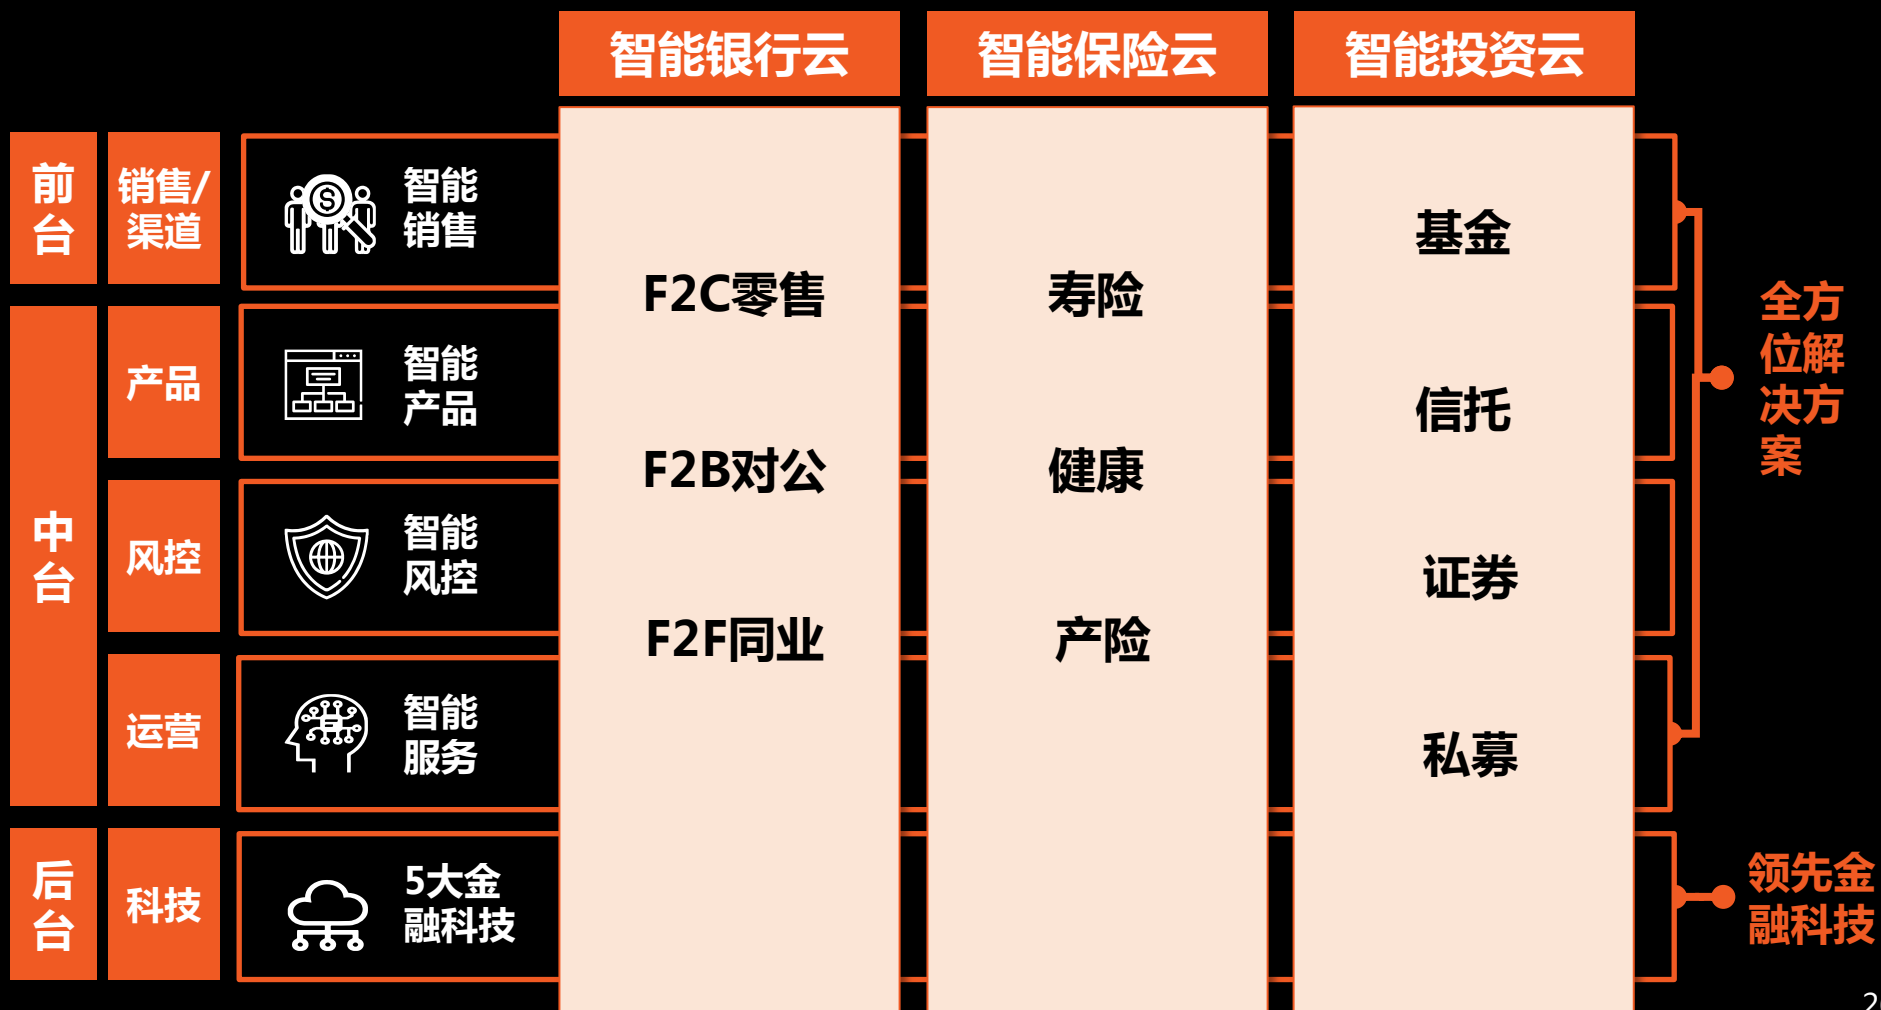 智能银行云
智能保险云
智能投资云
前
台
销售/
渠道
智能
销售
中
台
产品
智能
产品
风控
智能
风控
运营
智能
服务
后
台
科技
5大金
融科技
F2C零售
F2B对公
F2F同业
寿险
健康
产险
基金
信托
证券
私募
全方
位解
决方
案
领先金
融科技